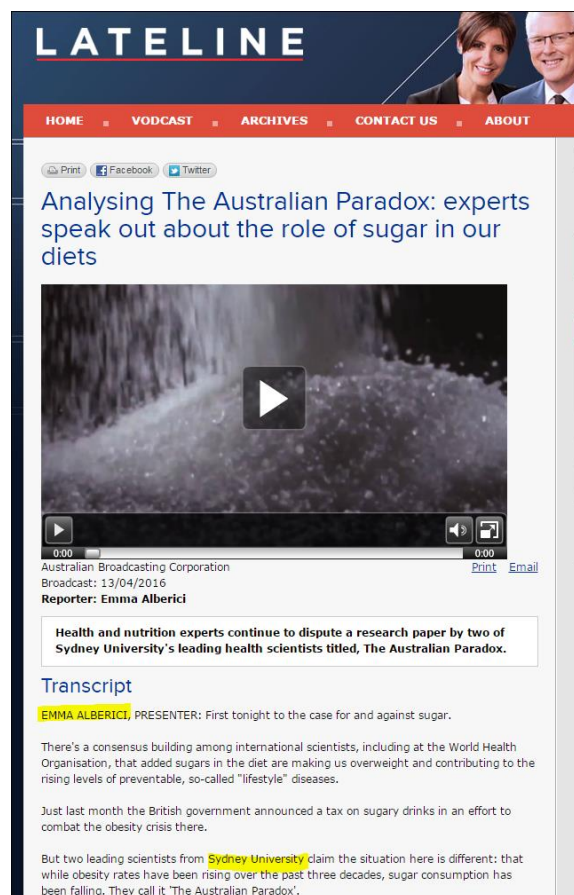 LATELINE
HOME VODCAST ARCHIVES CONTACT US ABOUT
Print Facebook Twitter
Analysing The Australian Paradox: experts
speak out about the role of sugar in our
diets
0:00 0:00
Australian Broadcasting Corporation Print Email
Broadcast: 13/04/2016
Reporter: Emma Alberici
Health and nutrition experts continue to dispute a research paper by two of
Sydney University's leading health scientists titled, The Australian Paradox.
Transcript
EMMA ALBERICI, PRESENTER: First tonight to the case for and against sugar.
There's a consensus building among international scientists, including at the World Health
Organisation, that added sugars in the diet are making us overweight and contributing to the
rising levels of preventable, so-called "lifestyle" diseases.
Just last month the British government announced a tax on sugary drinks in an effort to
combat the obesity crisis there.
But two leading scientists from Sydney University claim the situation here is different: that
while obesity rates have been rising over the past three decades, sugar consumption has
been falling. They call it 'The Australian Paradox'.